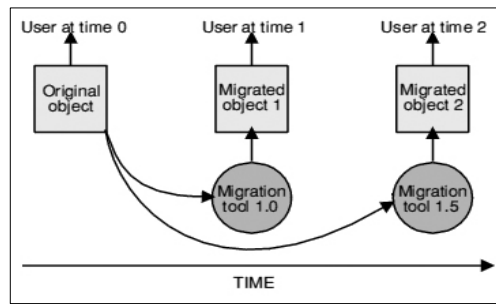 User at time 0
User at time 1
User at time 2
Original
object
Migrated
object 1
Migrated
object 2
Migration
tool 1.0
Migration
tool 1.5
TIME